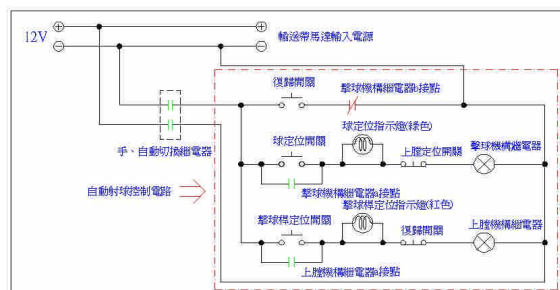 12V
輸送帶馬達輸入電源
復歸開關
擊球機構繼電器b接點
手、自動切換繼電器
球定位指示燈(綠色)
球定位開關
上膛定位開關
擊球機構繼電器
擊球機構繼電器a接點
自動射球控制電路
擊球桿定位指示燈(紅色)
擊球桿定位開關
復歸開關
上膛機構繼電器
上膛機構繼電器a接點